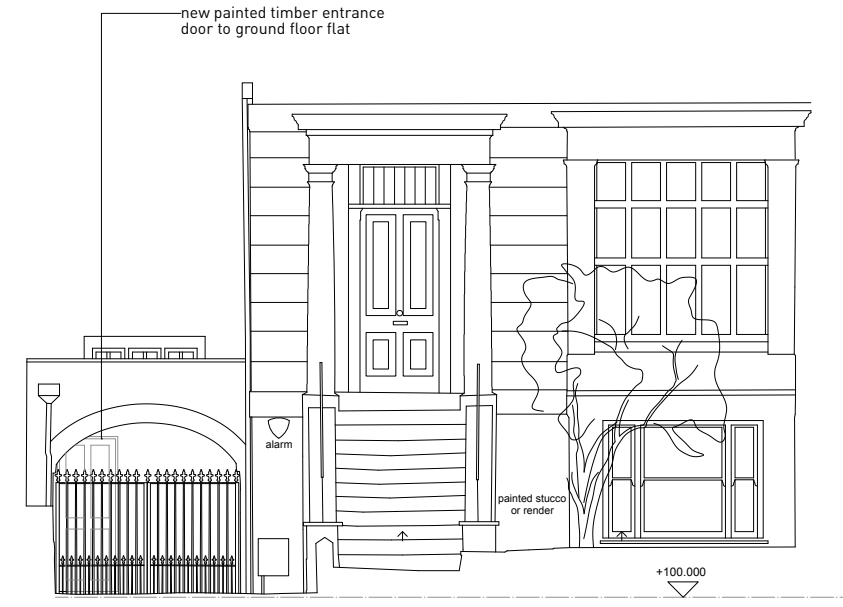 new painted timber entrance
door to ground floor flat
alarm
painted stucco
or render
+100.000